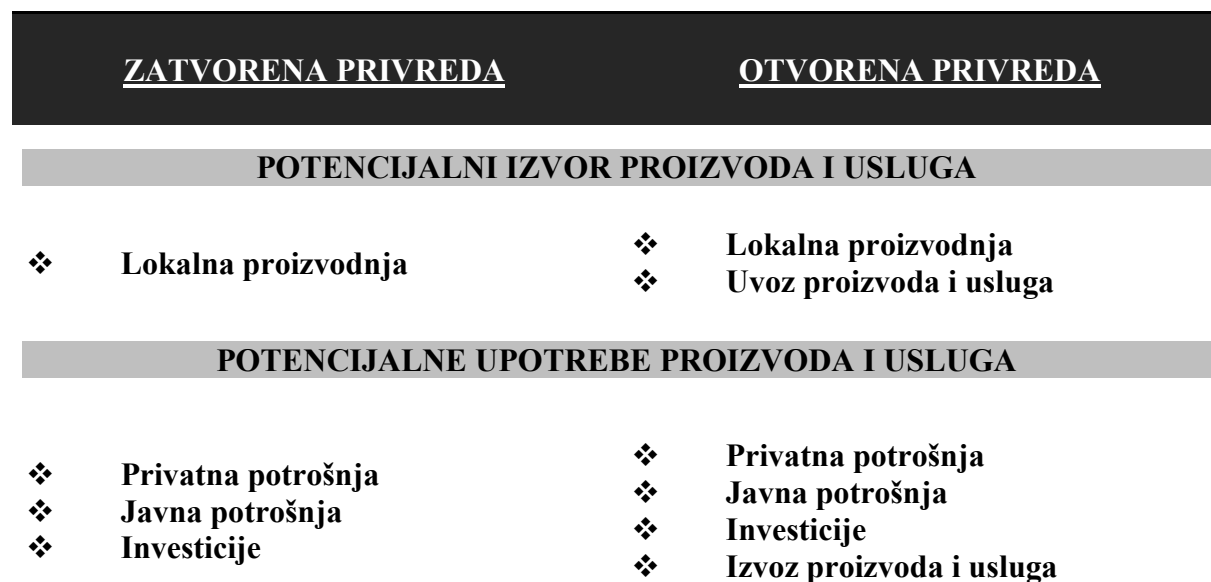 ZATVORENA PRIVREDA OTVORENA PRIVREDA
POTENCIJALNI IZVOR PROIZVODA I USLUGA
❖ Lokalna proizvodnja
❖ Lokalna proizvodnja
❖ Uvoz proizvoda i usluga
POTENCIJALNE UPOTREBE PROIZVODA I USLUGA
❖ Privatna potrošnja
❖ Javna potrošnja
❖ Investicije
❖ Privatna potrošnja
❖ Javna potrošnja
❖ Investicije
❖ Izvoz proizvoda i usluga